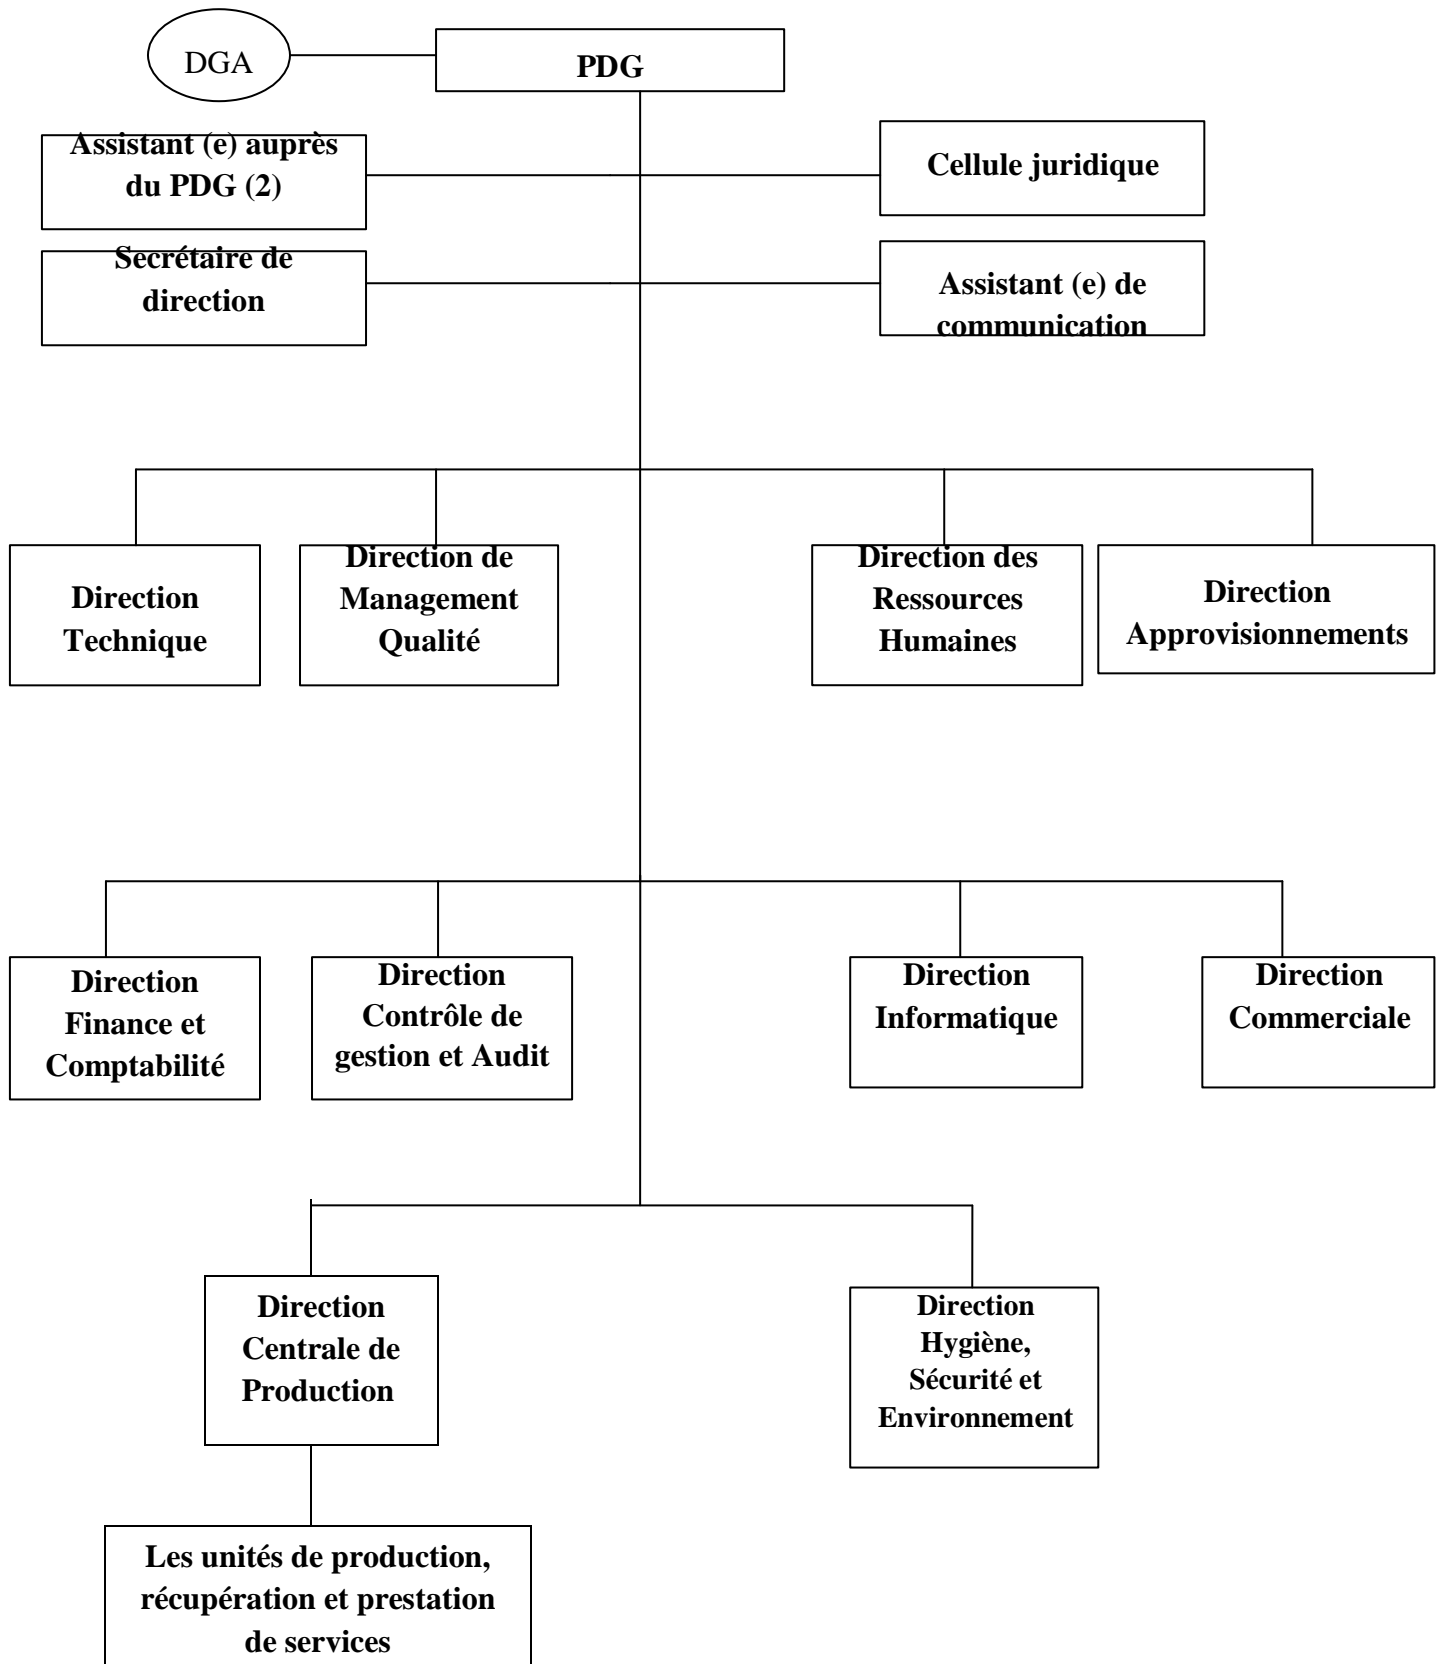 DGA
PDG
Assistant (e) auprès
du PDG (2)
Cellule juridique
Secrétaire de
direction
Assistant (e) de
communication
Direction
Technique
Direction de
Management
Qualité
Direction des
Ressources
Humaines
Direction
Approvisionnements
Direction
Finance et
Comptabilité
Direction
Contrôle de
gestion et Audit
Direction
Informatique
Direction
Commerciale
Direction
Centrale de
Production
Direction
Hygiène,
Sécurité et
Environnement
Les unités de production,
récupération et prestation
de services